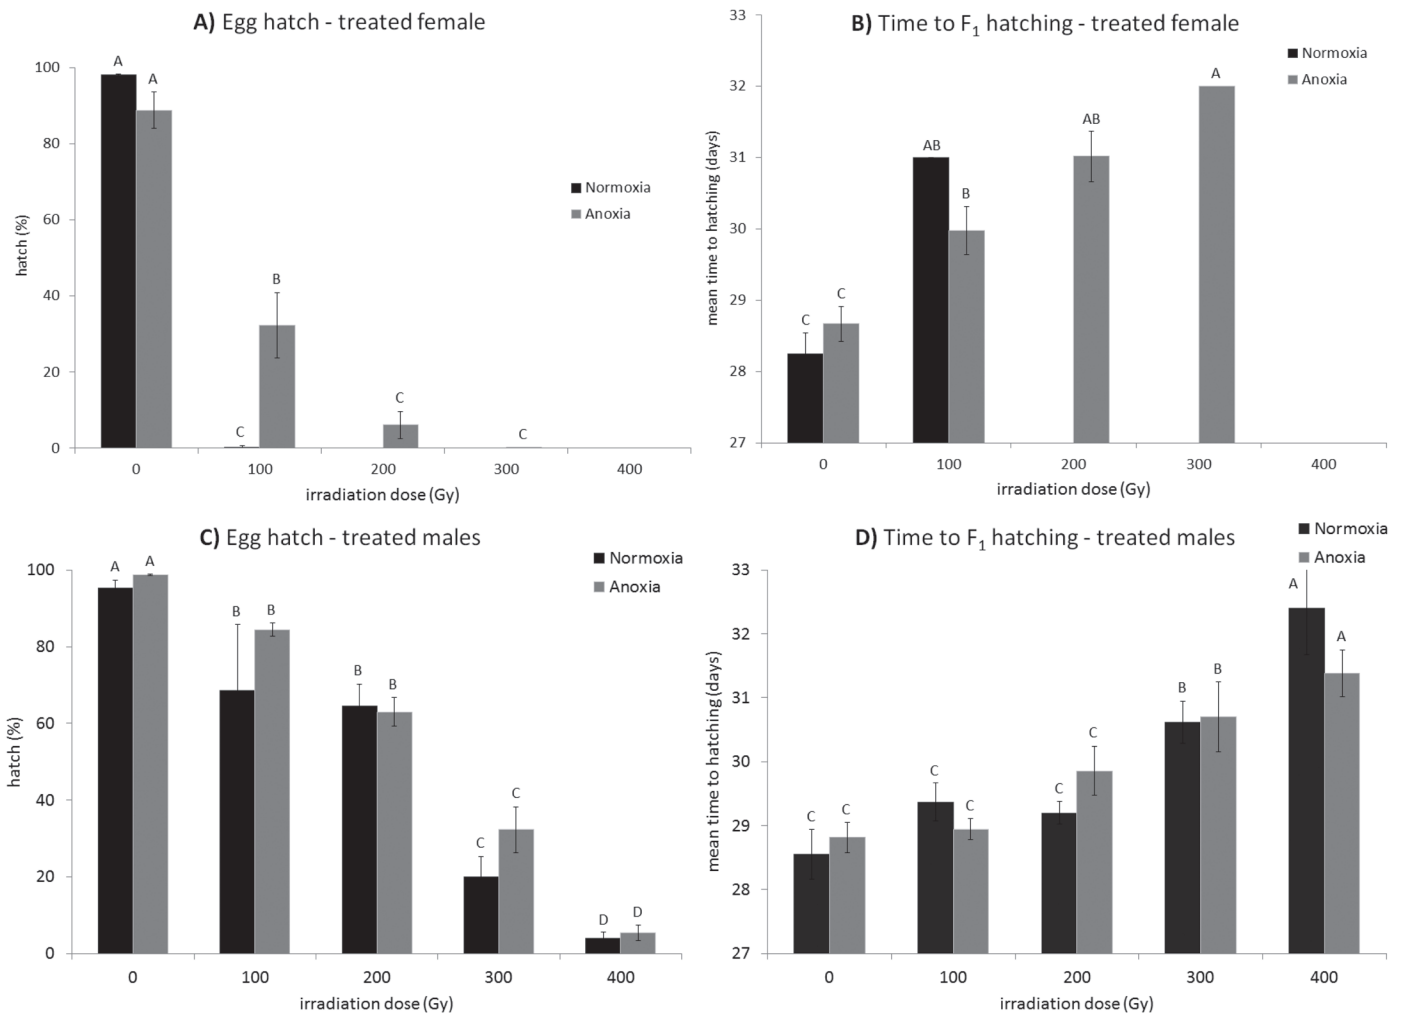 A) Egg hatch - treated female
100
80
60
40
20
0
hatch (%)
A
A
C
B
C
C
Normoxia
Anoxia
0
100
200
300
400
irradiation dose (Gy)
B) Time to F1 hatching - treated female
33
32
31
30
29
28
27
mean time to hatching (days)
C
C
AB
B
AB
A
Normoxia
Anoxia
0
100
200
300
400
irradiation dose (Gy)
C) Egg hatch - treated males
100
80
60
40
20
0
hatch (%)
A
A
B
B
B
B
C
C
D
D
Normoxia
Anoxia
0
100
200
300
400
irradiation dose (Gy)
D) Time to F1 hatching - treated males
33
32
31
30
29
28
27
mean time to hatching (days)
C
C
C
C
C
C
B
B
A
A
Normoxia
Anoxia
0
100
200
300
400
irradiation dose (Gy)